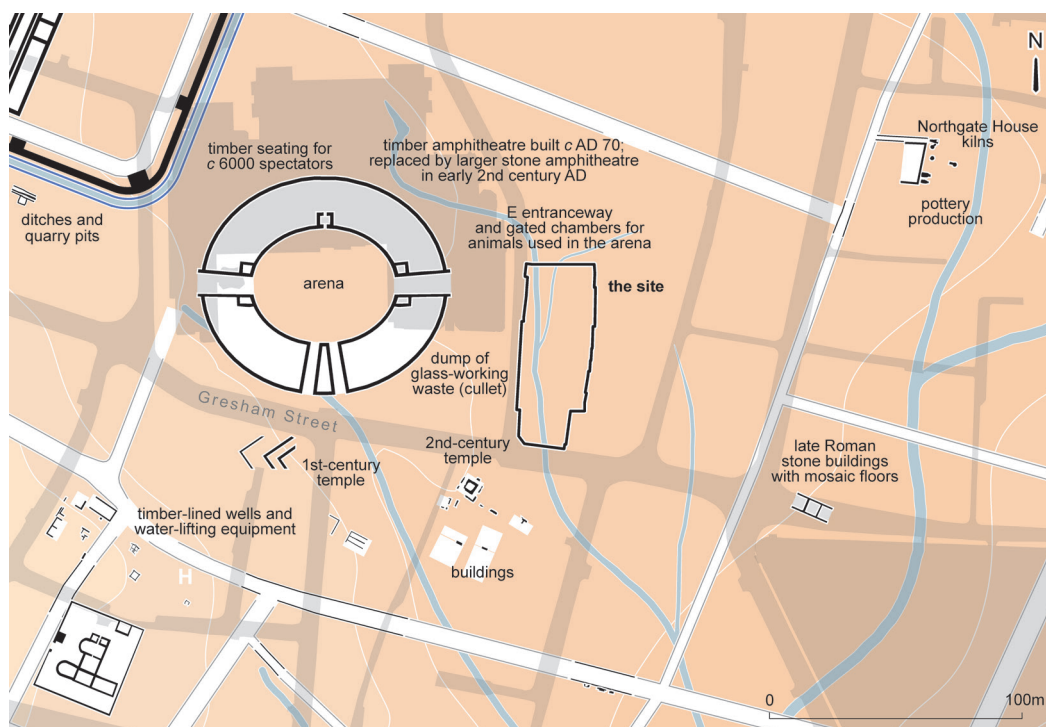 N
timber seating for
c 6000 spectators
timber amphitheatre built c AD 70;
replaced by larger stone amphitheatre
in early 2nd century AD
Northgate House
kilns
pottery
production
ditches and
quarry pits
E entranceway
and gated chambers for
animals used in the arena
arena
the site
dump of
glass-working
waste (cullet)
Gresham Street
2nd-century
temple
1st-century
temple
late Roman
stone buildings
with mosaic floors
timber-lined wells and
water-lifting equipment
H
buildings
0
100m